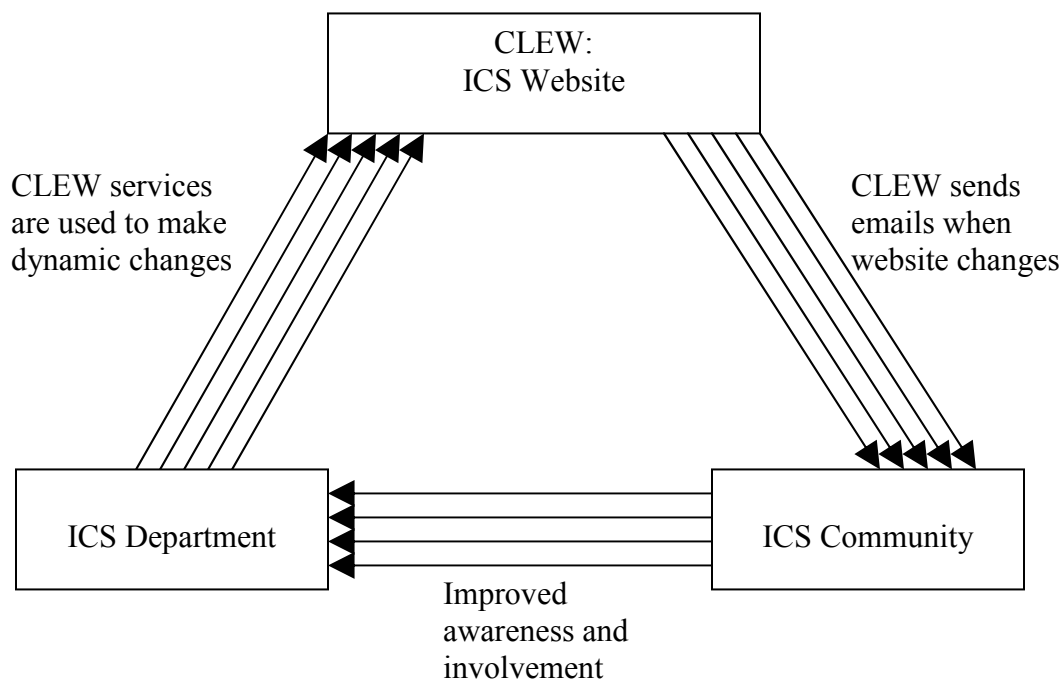 CLEW:
ICS Website
CLEW services
are used to make
dynamic changes
CLEW sends
emails when
website changes
ICS Department
ICS Community
Improved
awareness and
involvement